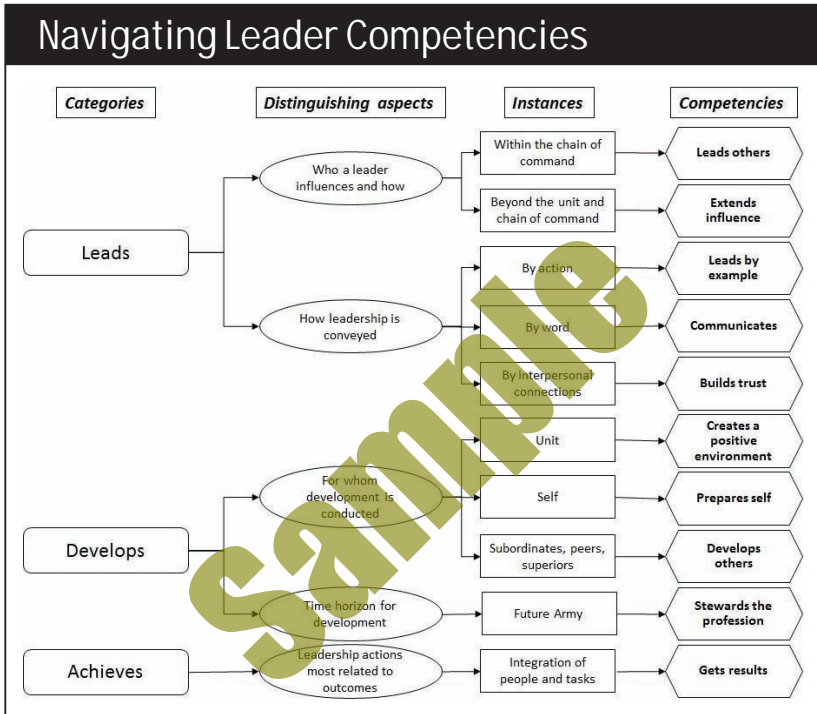 Navigating Leader Competencies
Categories
Distinguishing aspects
Instances
Competencies
Leads
Who a leader
influences and how
Within the chain of
command
Leads others
Beyond the unit and
chain of command
Extends
influence
How leadership is
conveyed
By action
Leads by
example
By word
Communicates
By interpersonal
connections
Builds trust
Develops
For whom
development is
conducted
Unit
Creates a
positive
environment
Self
Prepares self
Subordinates, peers,
superiors
Develops
others
Time horizon for
development
Future Army
Stewards the
profession
Achieves
Leadership actions
most related to
outcomes
Integration of
people and tasks
Gets results
Sample